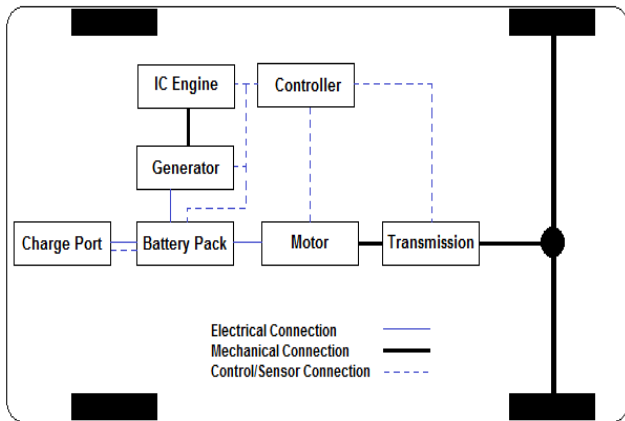 IC Engine
Controller
Generator
Charge Port
Battery Pack
Motor
Transmission
Electrical Connection
Mechanical Connection
Control/Sensor Connection